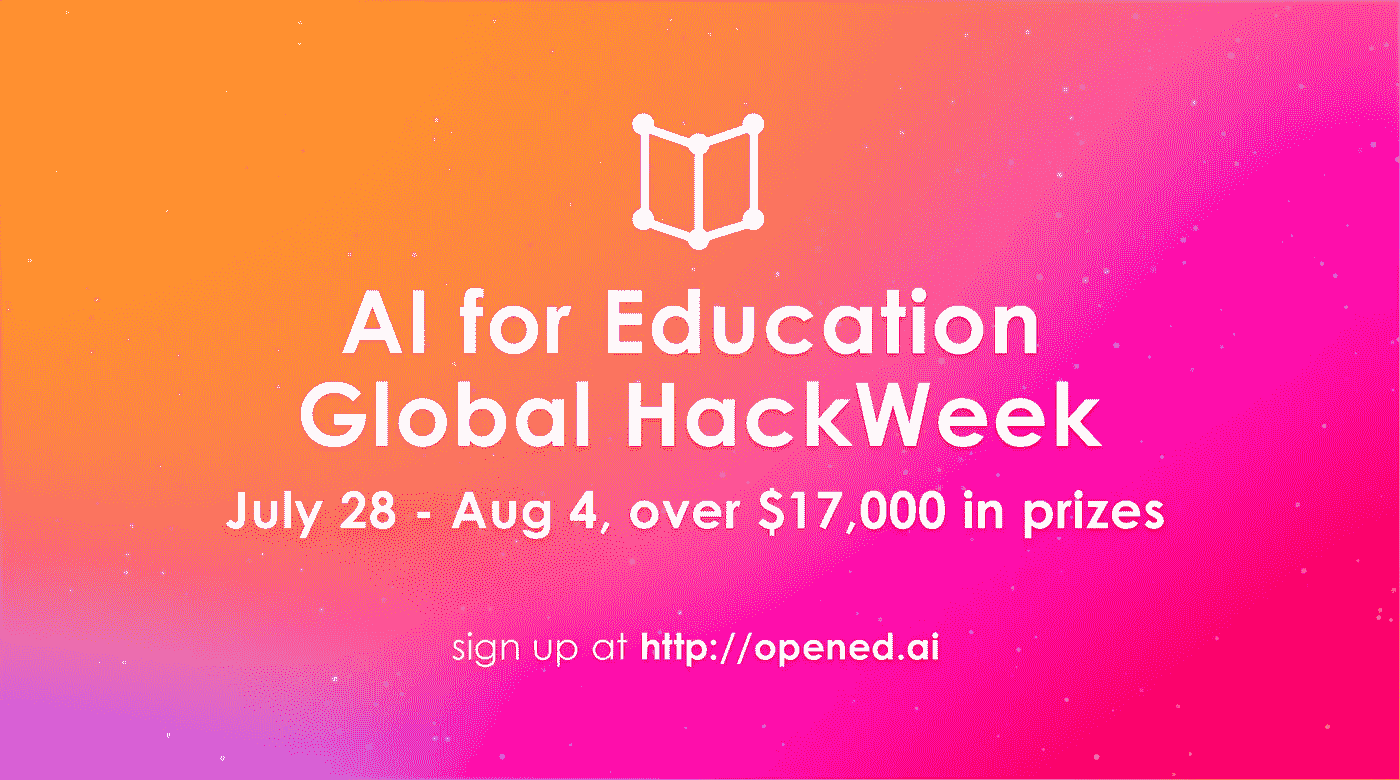 AI for Education
Global HackWeek
July 28 - Aug 4, over $17,000 in prizes
sign up at http://opened.ai